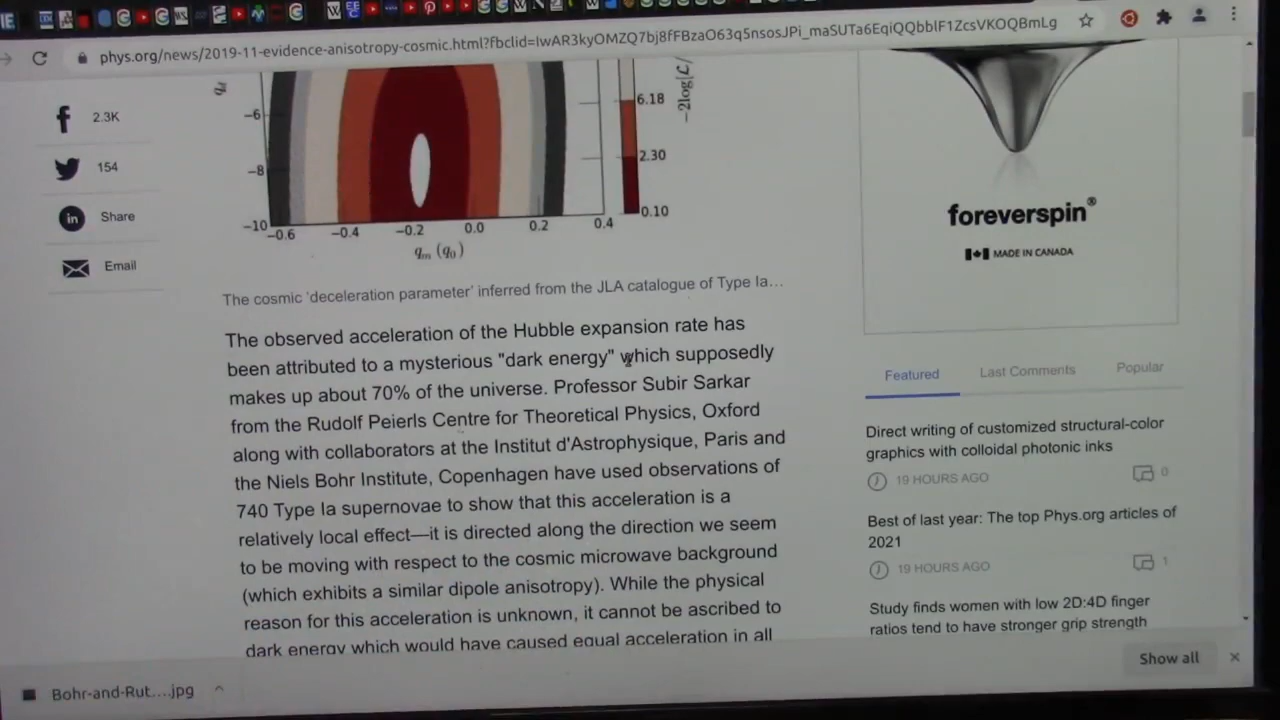 phys.org/news/2019-11-evidence-anisotropy-cosmic.html?fbclid=IwAR3kyOMZQ7bj8fFBzaO63q5nsosJPi_maSUTa6EqiQQbblF1ZcsVKOQBmLg
2.3K
154
Share
Email
-6
-8
-10
-0.6 -0.4 -0.2 0.0 0.2 0.4
qm (q0)
6.18
2.30
0.10
The cosmic 'deceleration parameter' inferred from the JLA catalogue of Type Ia…
The observed acceleration of the Hubble expansion rate has
been attributed to a mysterious "dark energy" which supposedly
makes up about 70% of the universe. Professor Subir Sarkar
from the Rudolf Peierls Centre for Theoretical Physics, Oxford
along with collaborators at the Institut d'Astrophysique, Paris and
the Niels Bohr Institute, Copenhagen have used observations of
740 Type Ia supernovae to show that this acceleration is a
relatively local effect—it is directed along the direction we seem
to be moving with respect to the cosmic microwave background
(which exhibits a similar dipole anisotropy). While the physical
reason for this acceleration is unknown, it cannot be ascribed to
dark energy which would have caused equal acceleration in all
foreverspin®
MADE IN CANADA
Featured Last Comments Popular
Direct writing of customized structural-color
graphics with colloidal photonic inks
19 HOURS AGO 0
Best of last year: The top Phys.org articles of
2021
19 HOURS AGO 1
Study finds women with low 2D:4D finger
ratios tend to have stronger grip strength
Bohr-and-Rut....jpg
Show all